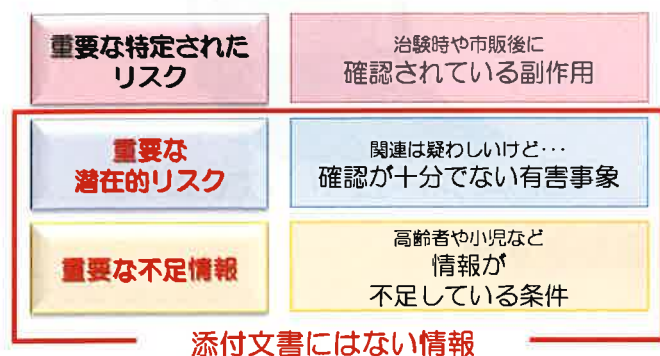 重要な特定された
リスク
治験時や市販後に
確認されている副作用
重要な
潜在的リスク
関連は疑わしいけど･･･
確認が十分でない有害事象
重要な不足情報
高齢者や小児など
情報が
不足している条件
添付文書にはない情報